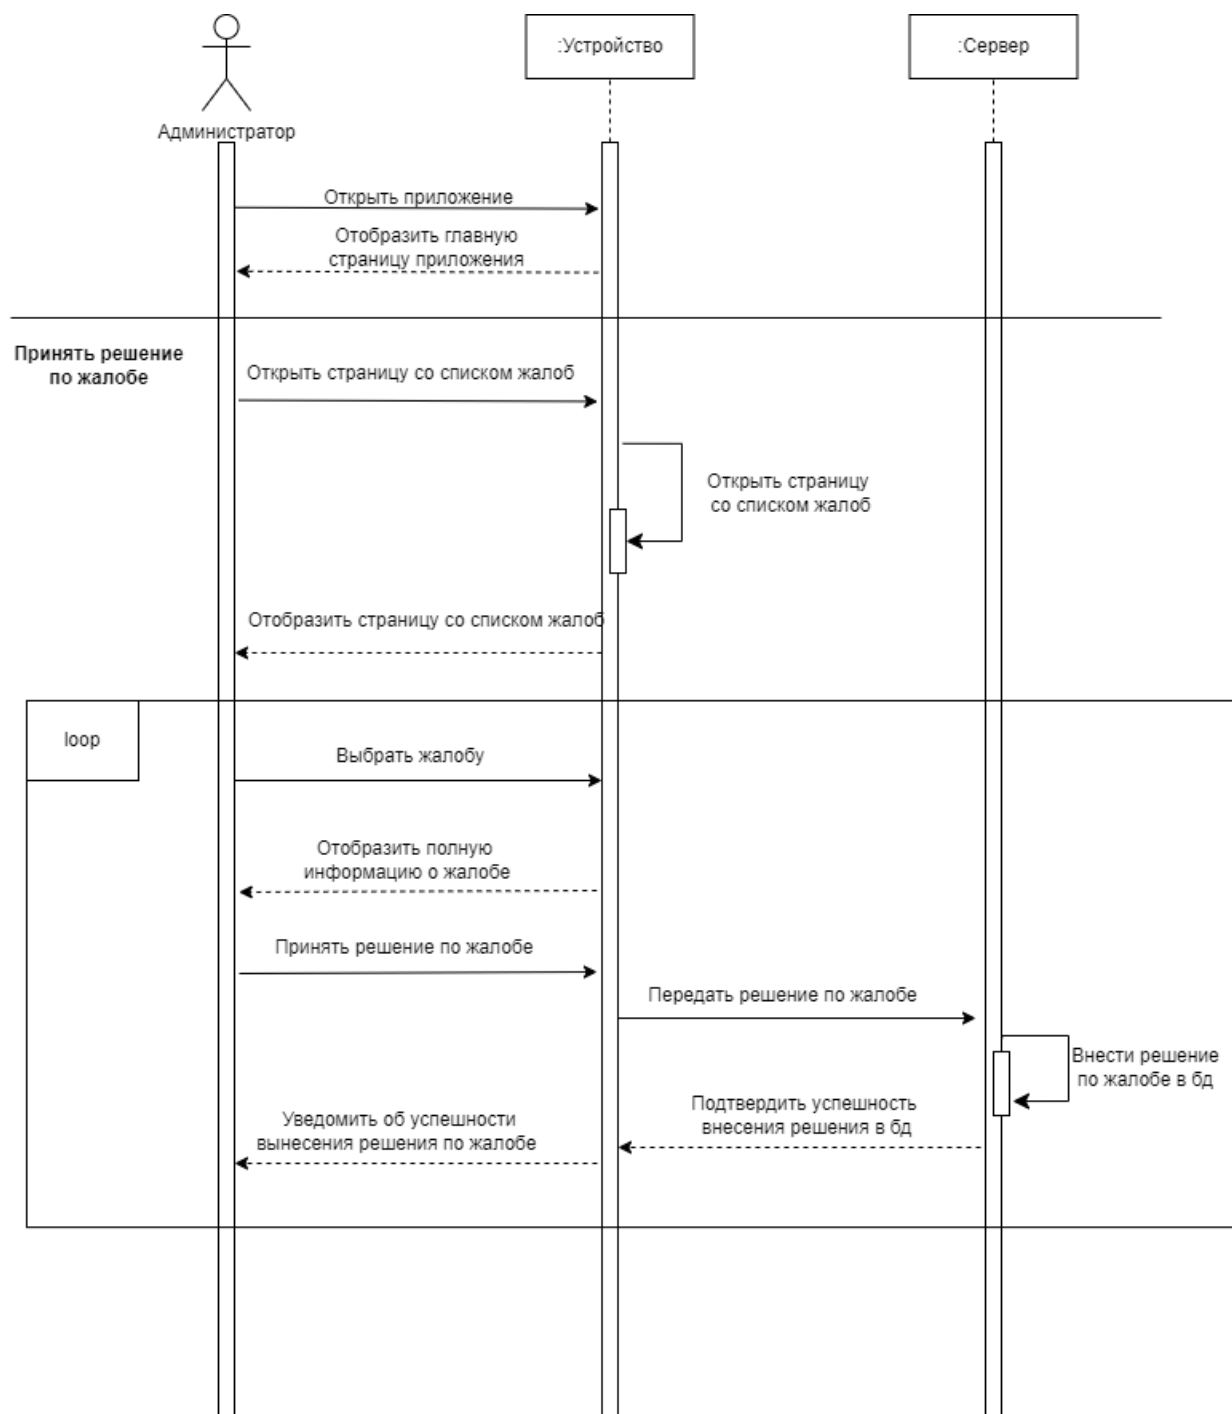 :Устройство
:Сервер
Администратор
Открыть приложение
Отобразить главную
страницу приложения
Принять решение
по жалобе
Открыть страницу со списком жалоб
Открыть страницу
со списком жалоб
Отобразить страницу со списком жалоб
loop
Выбрать жалобу
Отобразить полную
информацию о жалобе
Принять решение по жалобе
Передать решение по жалобе
Внести решение
по жалобе в бд
Подтвердить успешность
внесения решения в бд
Уведомить об успешности
вынесения решения по жалобе